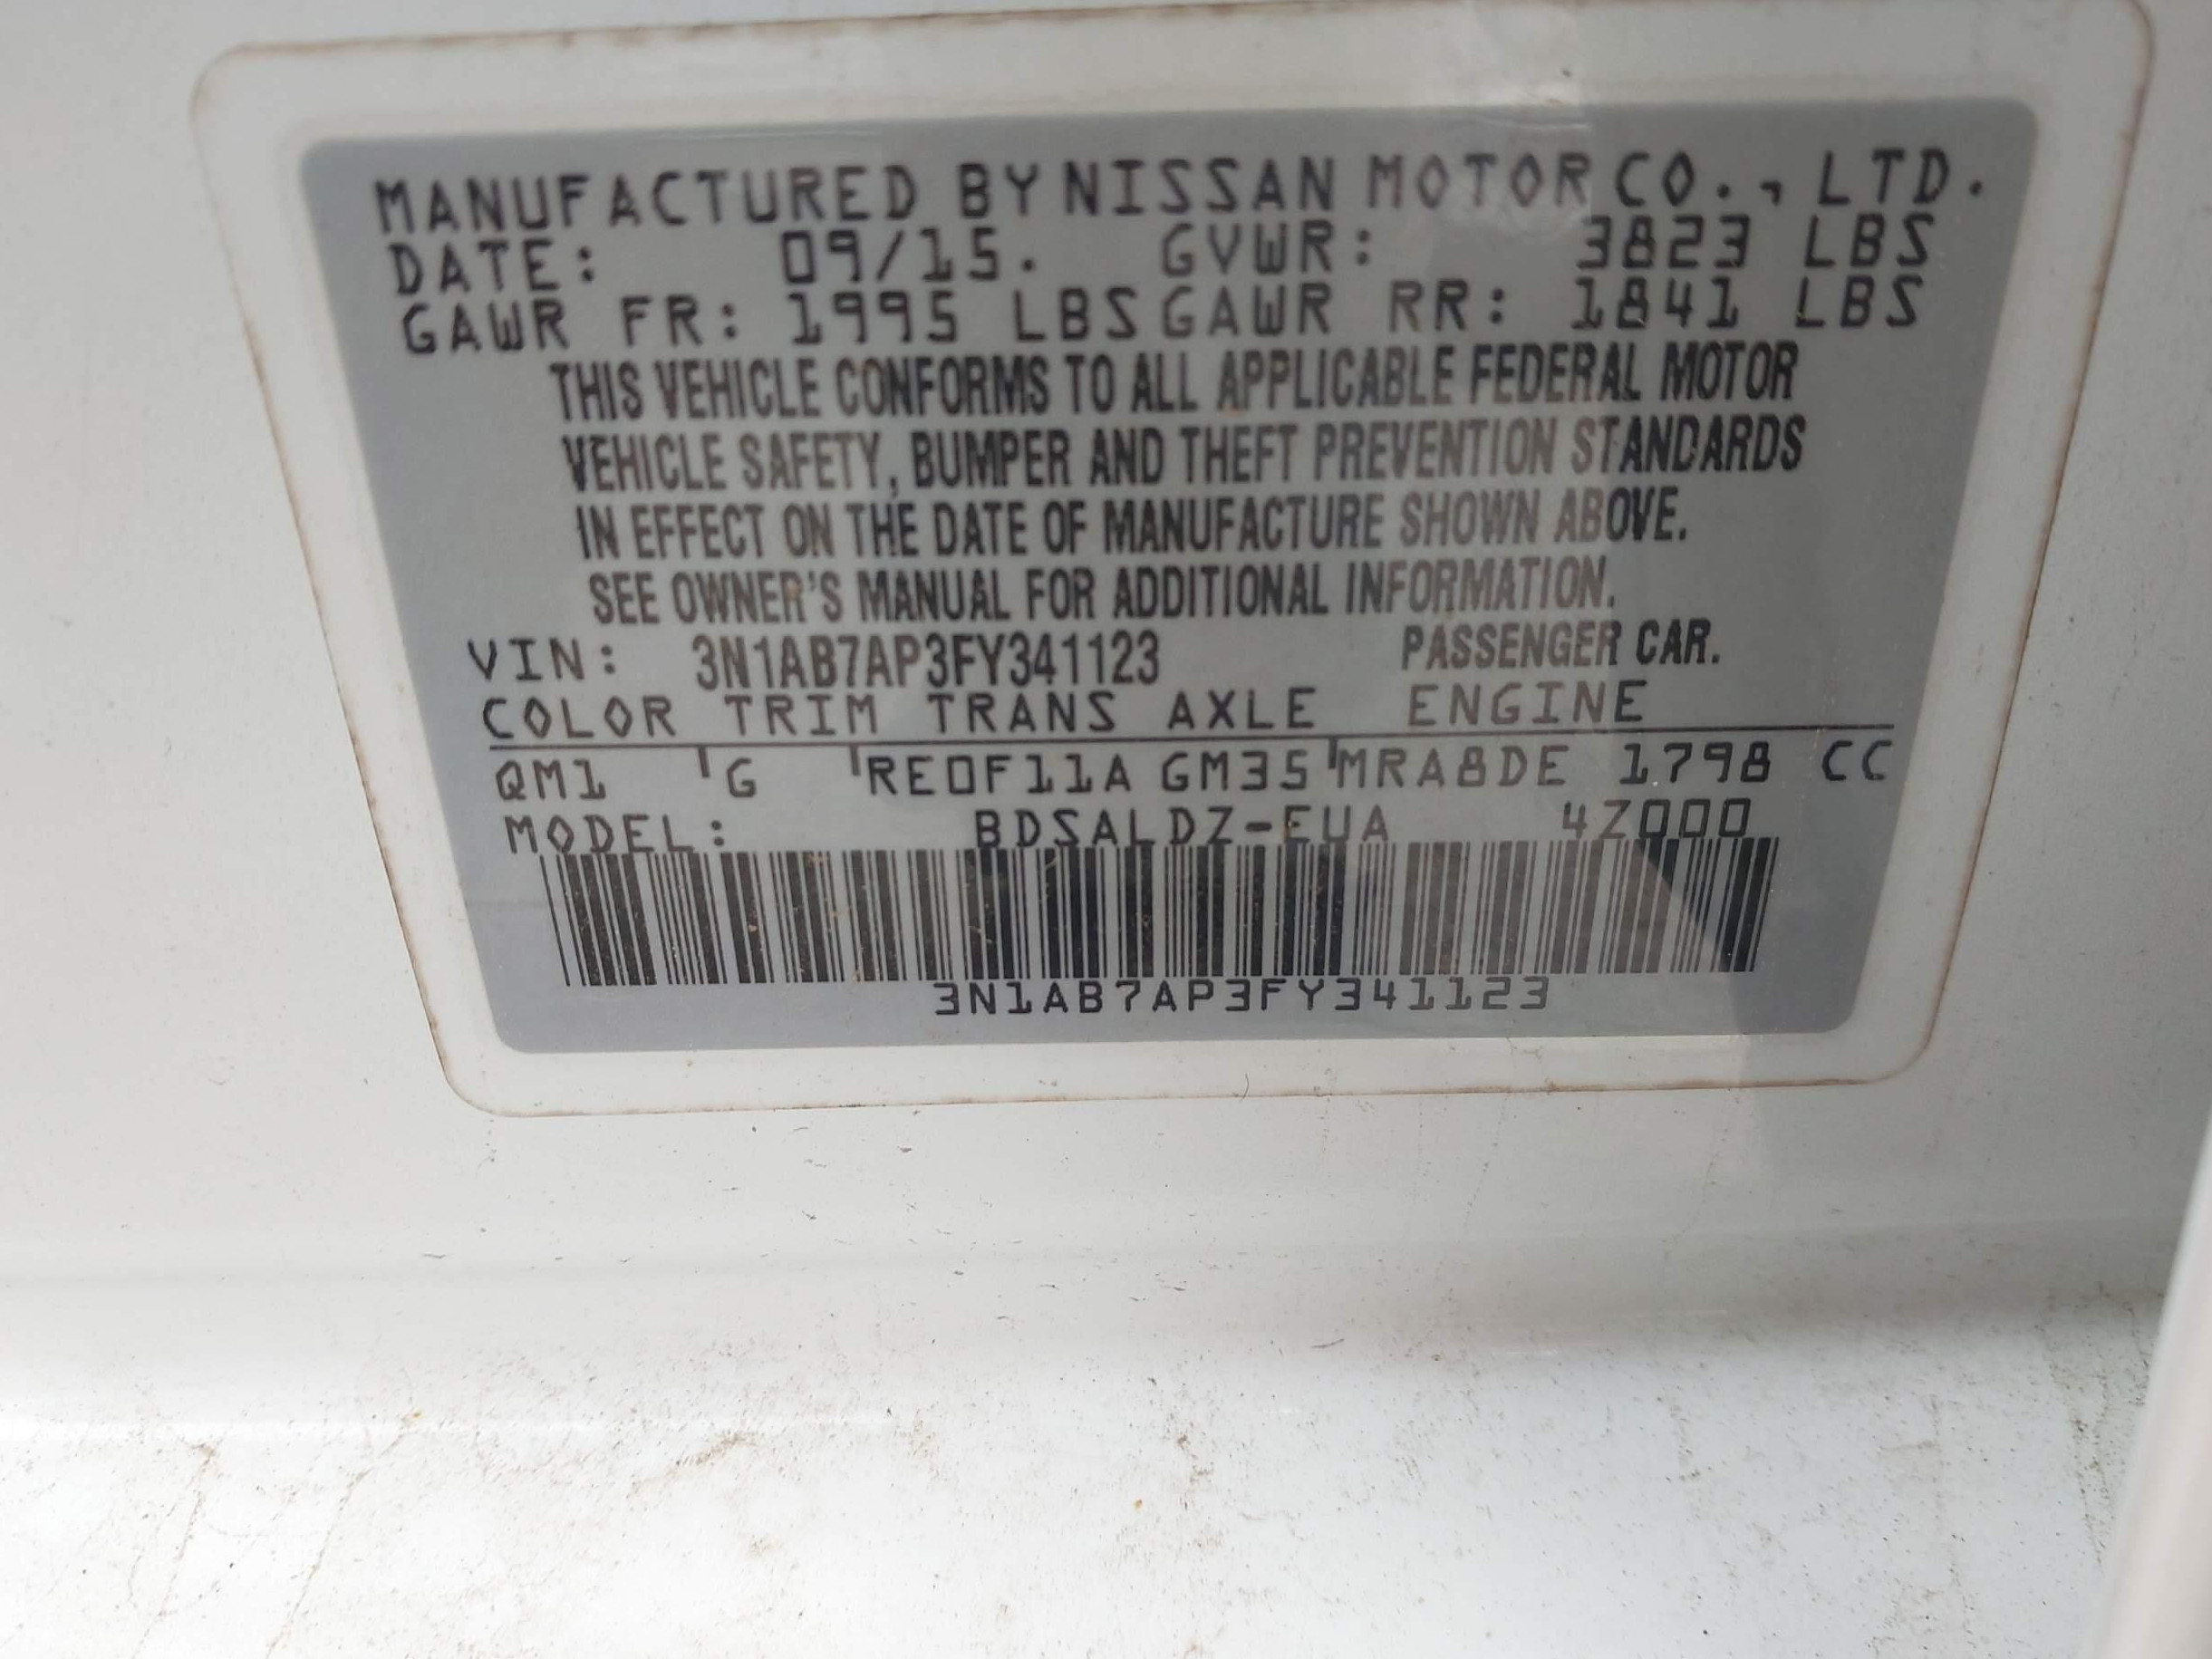 MANUFACTURED BY NISSAN MOTOR CO., LTD.
DATE: 09/15. GVWR: 3823 LBS
GAWR FR: 1995 LBS GAWR RR: 1841 LBS
THIS VEHICLE CONFORMS TO ALL APPLICABLE FEDERAL MOTOR
VEHICLE SAFETY, BUMPER AND THEFT PREVENTION STANDARDS
IN EFFECT ON THE DATE OF MANUFACTURE SHOWN ABOVE.
SEE OWNER'S MANUAL FOR ADDITIONAL INFORMATION.
VIN: 3N1AB7AP3FY341123 PASSENGER CAR.
COLOR TRIM TRANS AXLE ENGINE
QM1 G RE0F11A GM35 MRA8DE 1798 CC
MODEL: BDSALDZ-EUA 4Z000
3N1AB7AP3FY341123